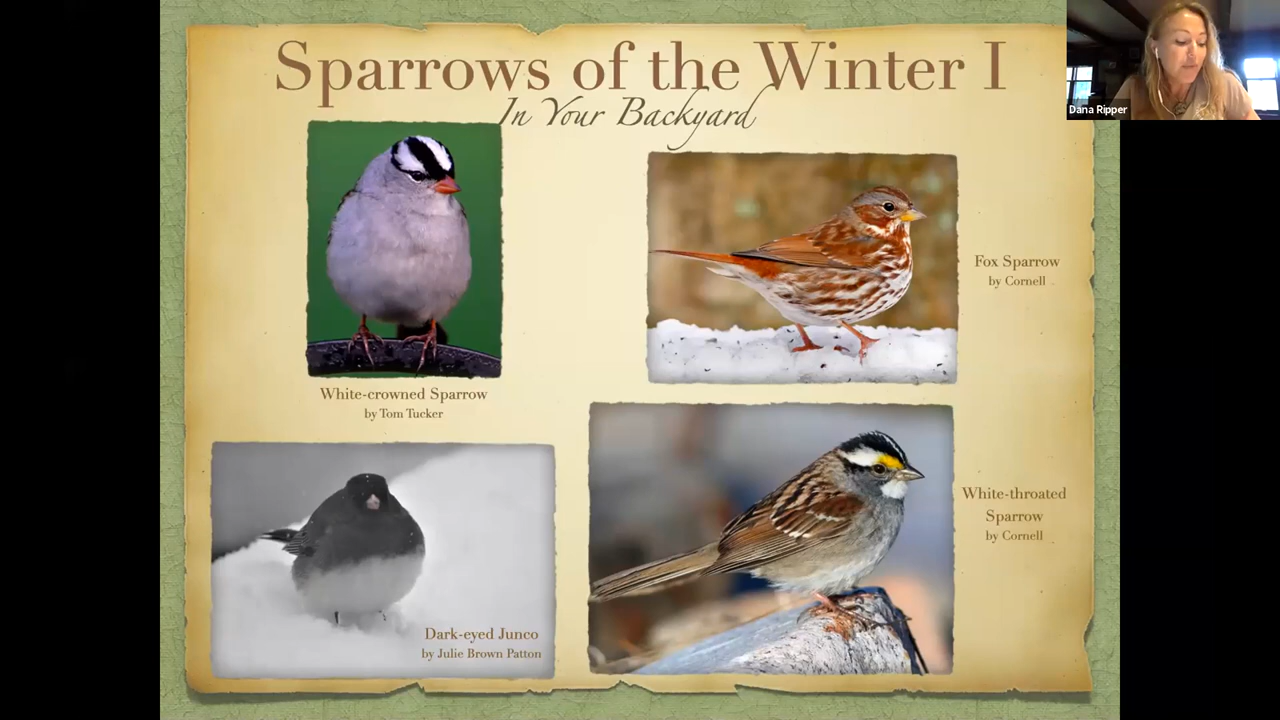 Sparrows of the Winter I
In Your Backyard
Dana Ripper
White-crowned Sparrow
by Tom Tucker
Fox Sparrow
by Cornell
Dark-eyed Junco
by Julie Brown Patton
White-throated
Sparrow
by Cornell